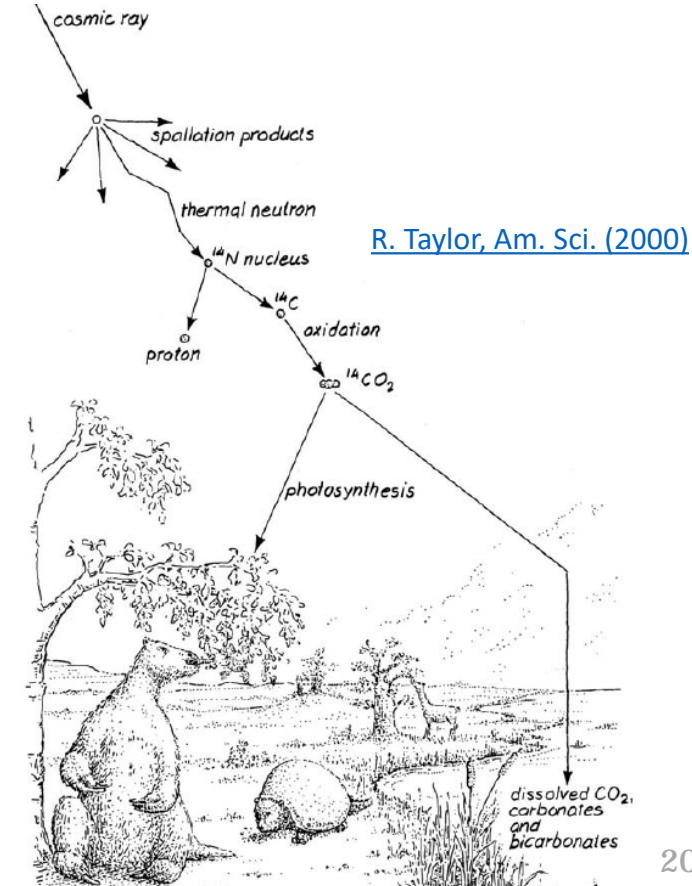 cosmic ray
spallation products
thermal neutron
R. Taylor, Am. Sci. (2000)
¹⁴N nucleus
¹⁴C
oxidation
proton
¹⁴CO₂
photosynthesis
dissolved CO₂,
carbonates
and
bicarbonates
20